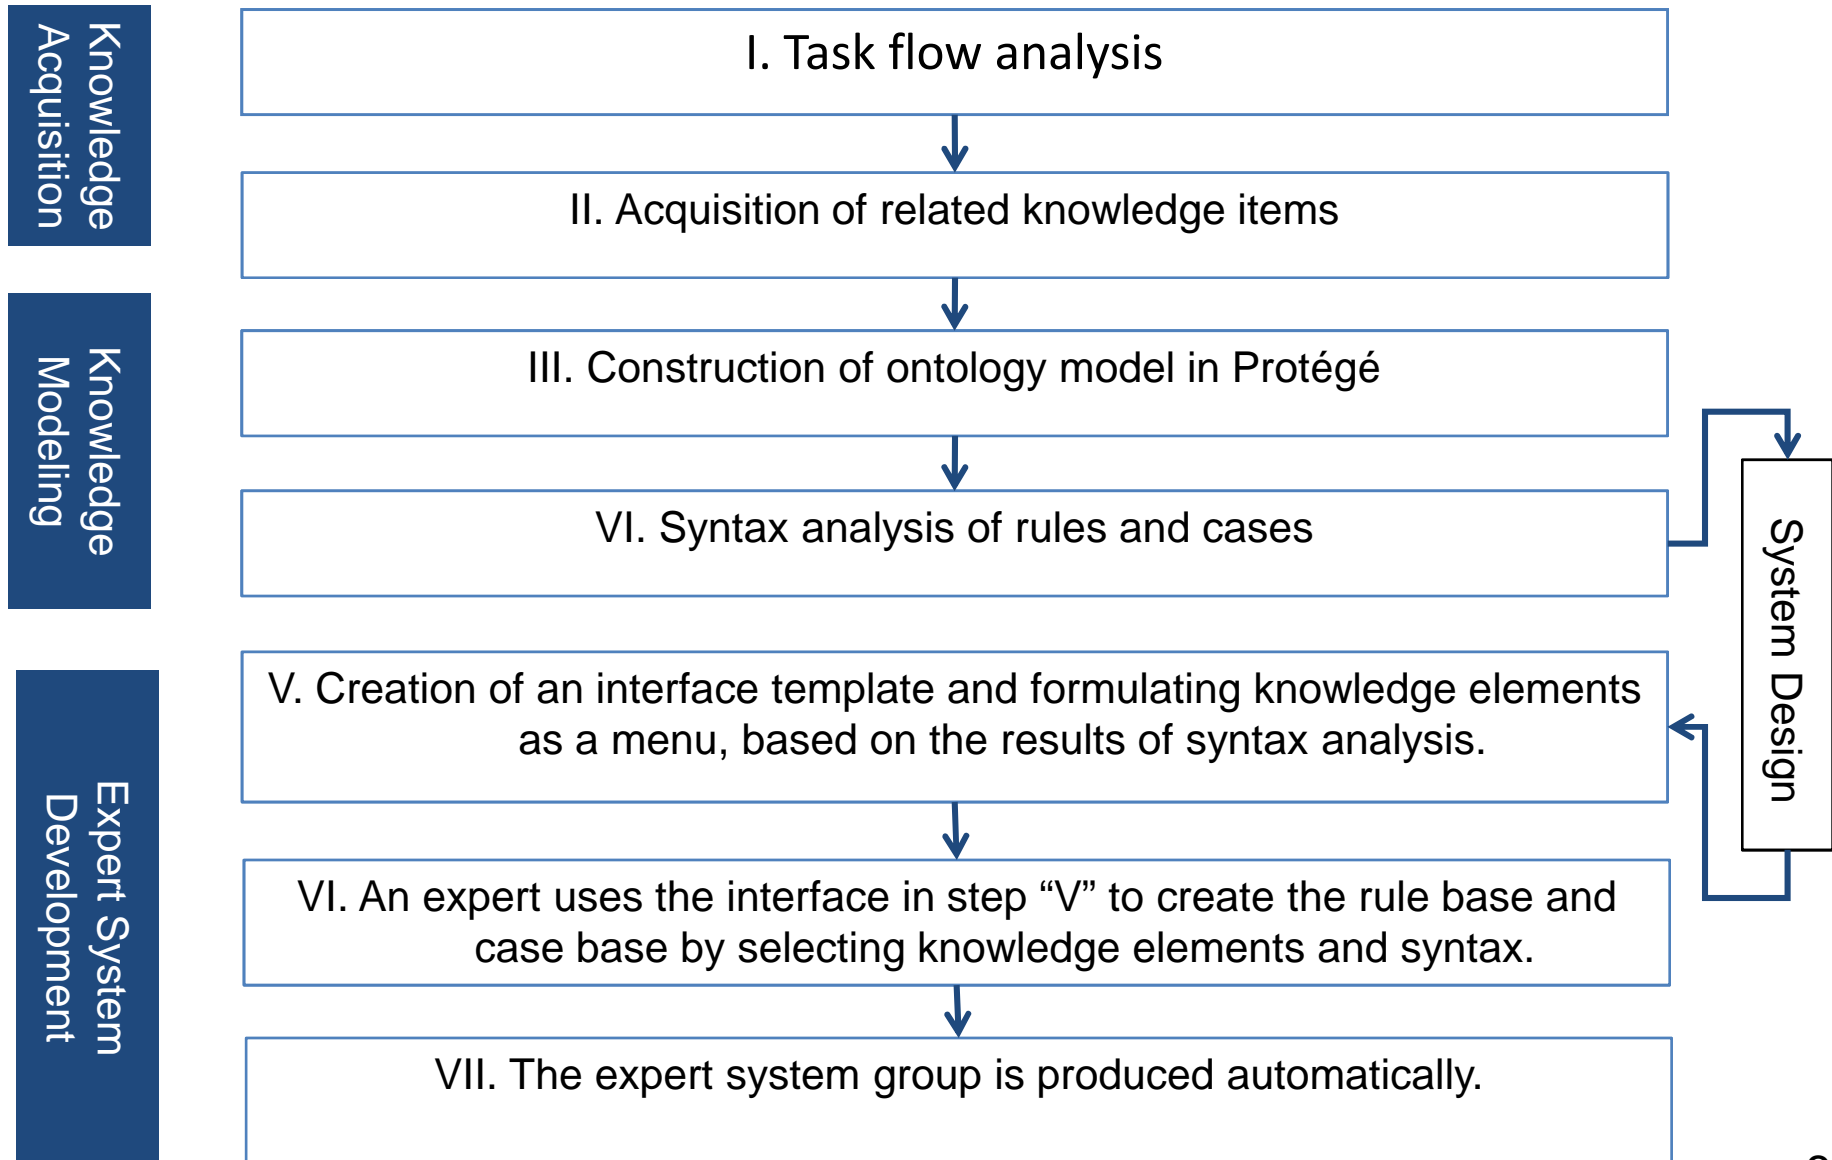 Knowledge
Acquisition
I. Task flow analysis
II. Acquisition of related knowledge items
Knowledge
Modeling
III. Construction of ontology model in Protégé
VI. Syntax analysis of rules and cases
System Design
Expert System
Development
V. Creation of an interface template and formulating knowledge elements
as a menu, based on the results of syntax analysis.
VI. An expert uses the interface in step “V” to create the rule base and
case base by selecting knowledge elements and syntax.
VII. The expert system group is produced automatically.